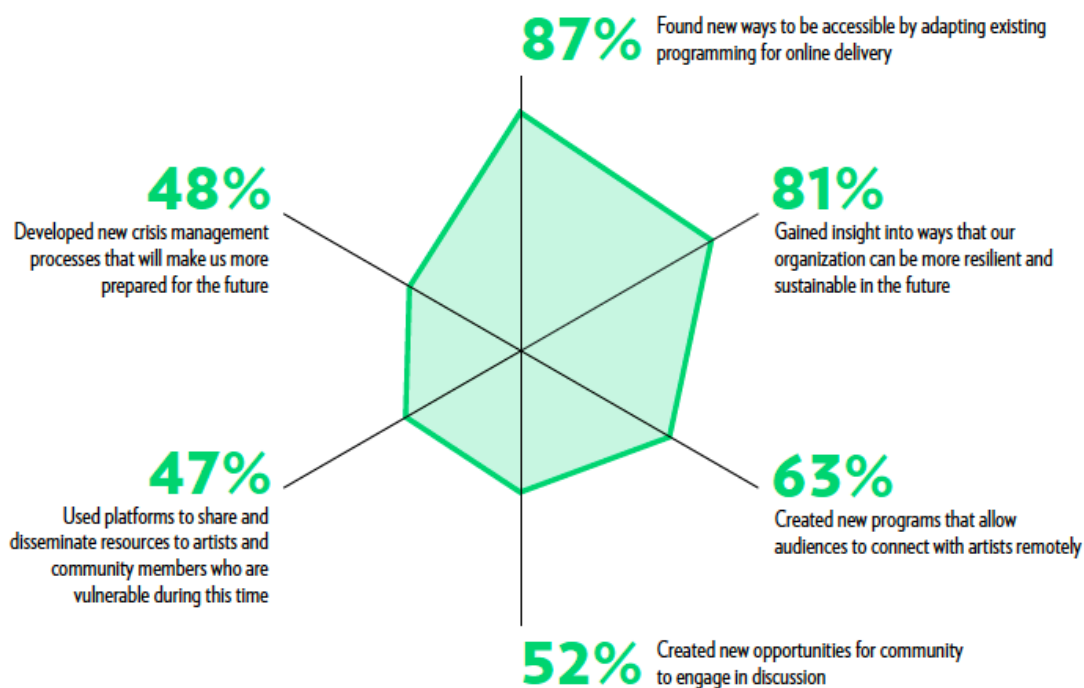 87%
Found new ways to be accessible by adapting existing
programming for online delivery
81%
Gained insight into ways that our
organization can be more resilient and
sustainable in the future
63%
Created new programs that allow
audiences to connect with artists remotely
52%
Created new opportunities for community
to engage in discussion
47%
Used platforms to share and
disseminate resources to artists and
community members who are
vulnerable during this time
48%
Developed new crisis management
processes that will make us more
prepared for the future